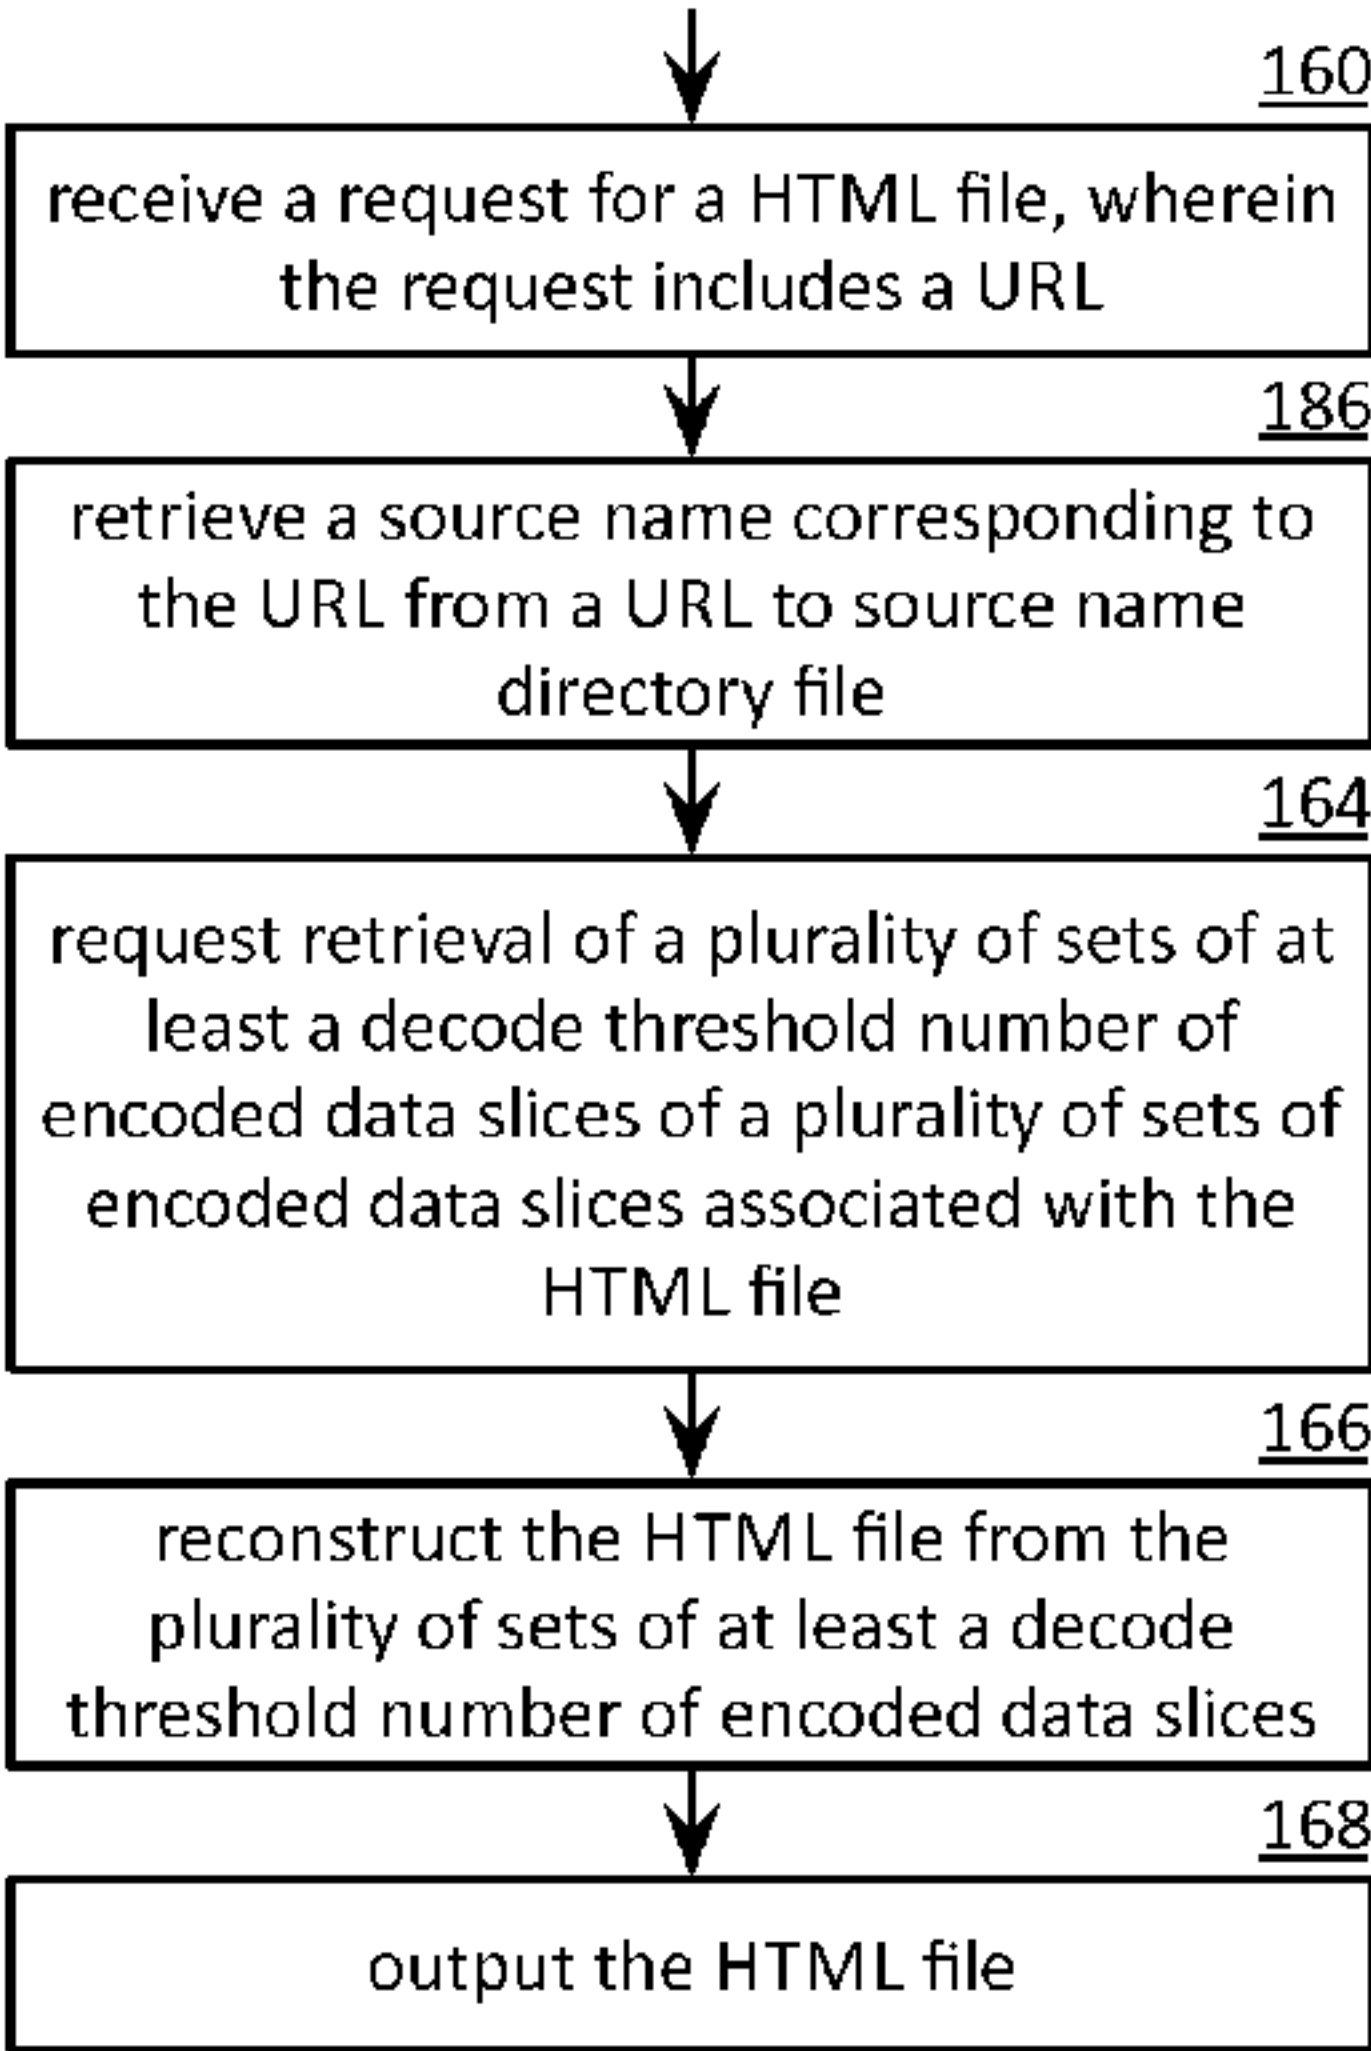 160
receive a request for a HTML file, wherein
the request includes a URL
186
retrieve a source name corresponding to
the URL from a URL to source name
directory file
164
request retrieval of a plurality of sets of at
least a decode threshold number of
encoded data slices of a plurality of sets of
encoded data slices associated with the
HTML file
166
reconstruct the HTML file from the
plurality of sets of at least a decode
threshold number of encoded data slices
168
output the HTML file